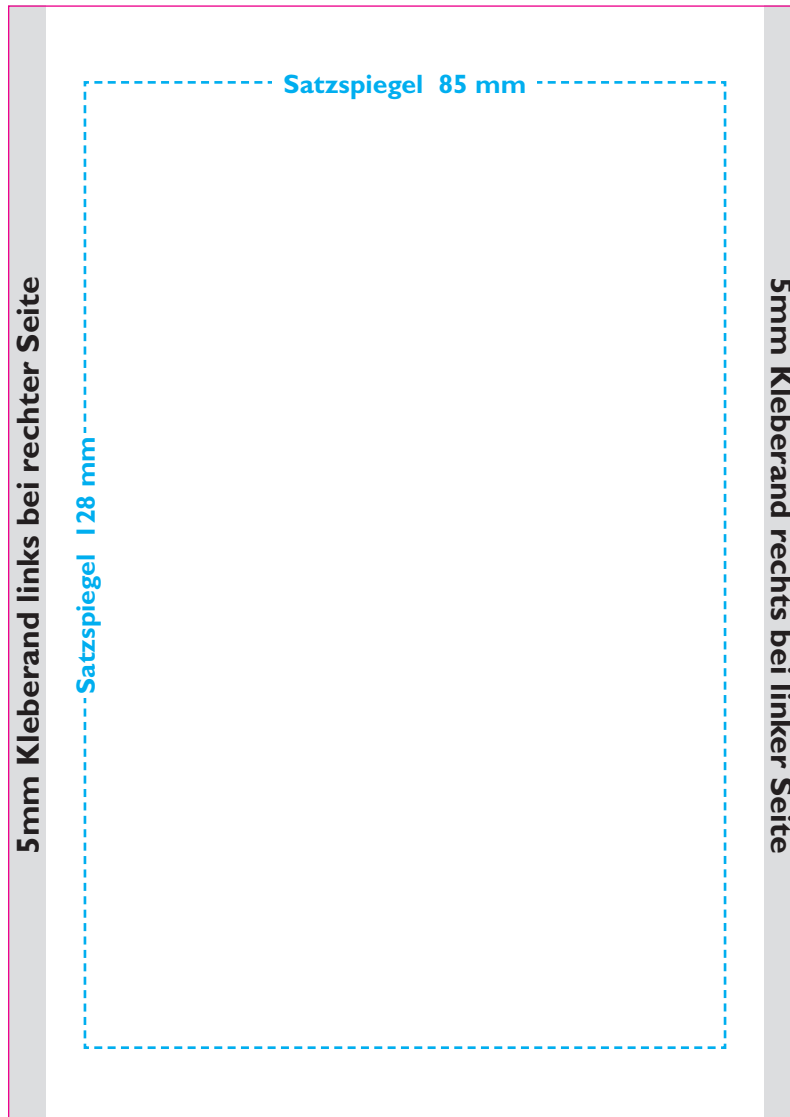 Satzspiegel 85 mm
5mm Kleberand links bei rechter Seite
Satzspiegel 128 mm
5mm Kleberand rechts bei linker Seite